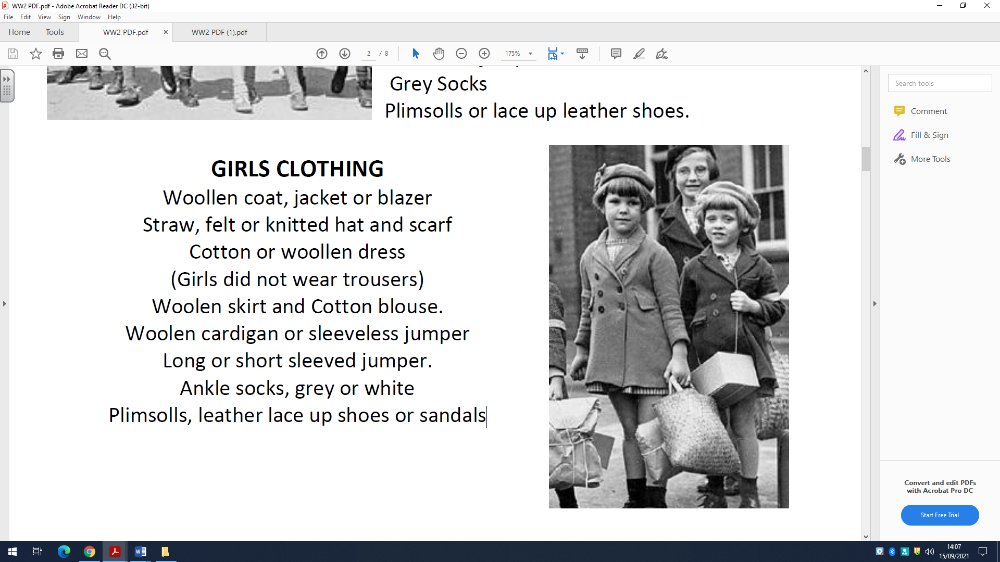 WW2 PDF.pdf - Adobe Acrobat Reader DC (32-bit)
File Edit View Sign Window Help
Home Tools WW2 PDF.pdf × WW2 PDF (1).pdf
2 / 8 175%
Grey Socks
Plimsolls or lace up leather shoes.
GIRLS CLOTHING
Woollen coat, jacket or blazer
Straw, felt or knitted hat and scarf
Cotton or woollen dress
(Girls did not wear trousers)
Woolen skirt and Cotton blouse.
Woolen cardigan or sleeveless jumper
Long or short sleeved jumper.
Ankle socks, grey or white
Plimsolls, leather lace up shoes or sandals
Search tools
Comment
Fill & Sign
More Tools
Convert and edit PDFs
with Acrobat Pro DC
Start Free Trial
14:07
15/09/2021